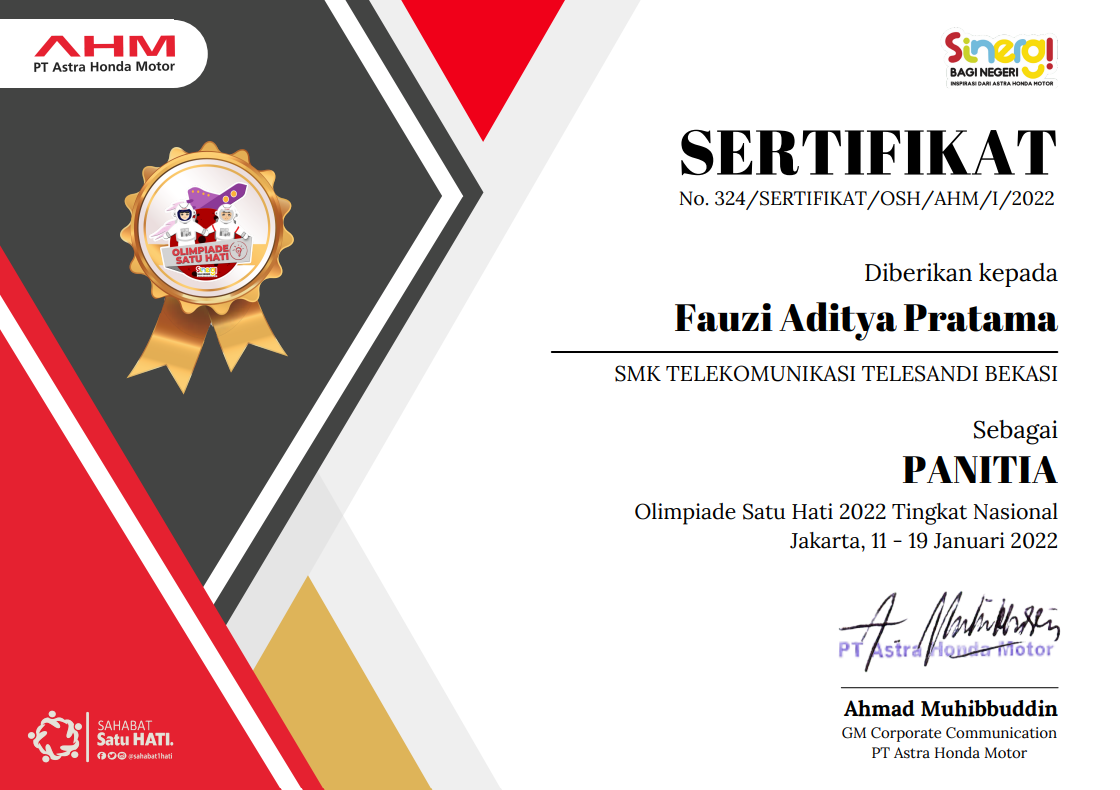 AHM
PT Astra Honda Motor
Sinergi
BAGI NEGERI
INSPIRASI DARI ASTRA HONDA MOTOR
SERTIFIKAT
No. 324/SERTIFIKAT/OSH/AHM/I/2022
OLIMPIADE
SATU HATI
Sinergi
BAGI NEGERI
Diberikan kepada
Fauzi Aditya Pratama
SMK TELEKOMUNIKASI TELESANDI BEKASI
Sebagai
PANITIA
Olimpiade Satu Hati 2022 Tingkat Nasional
Jakarta, 11 - 19 Januari 2022
PT Astra Honda Motor
Ahmad Muhibbuddin
GM Corporate Communication
PT Astra Honda Motor
SAHABAT
Satu HATI.
@sahabat1hati